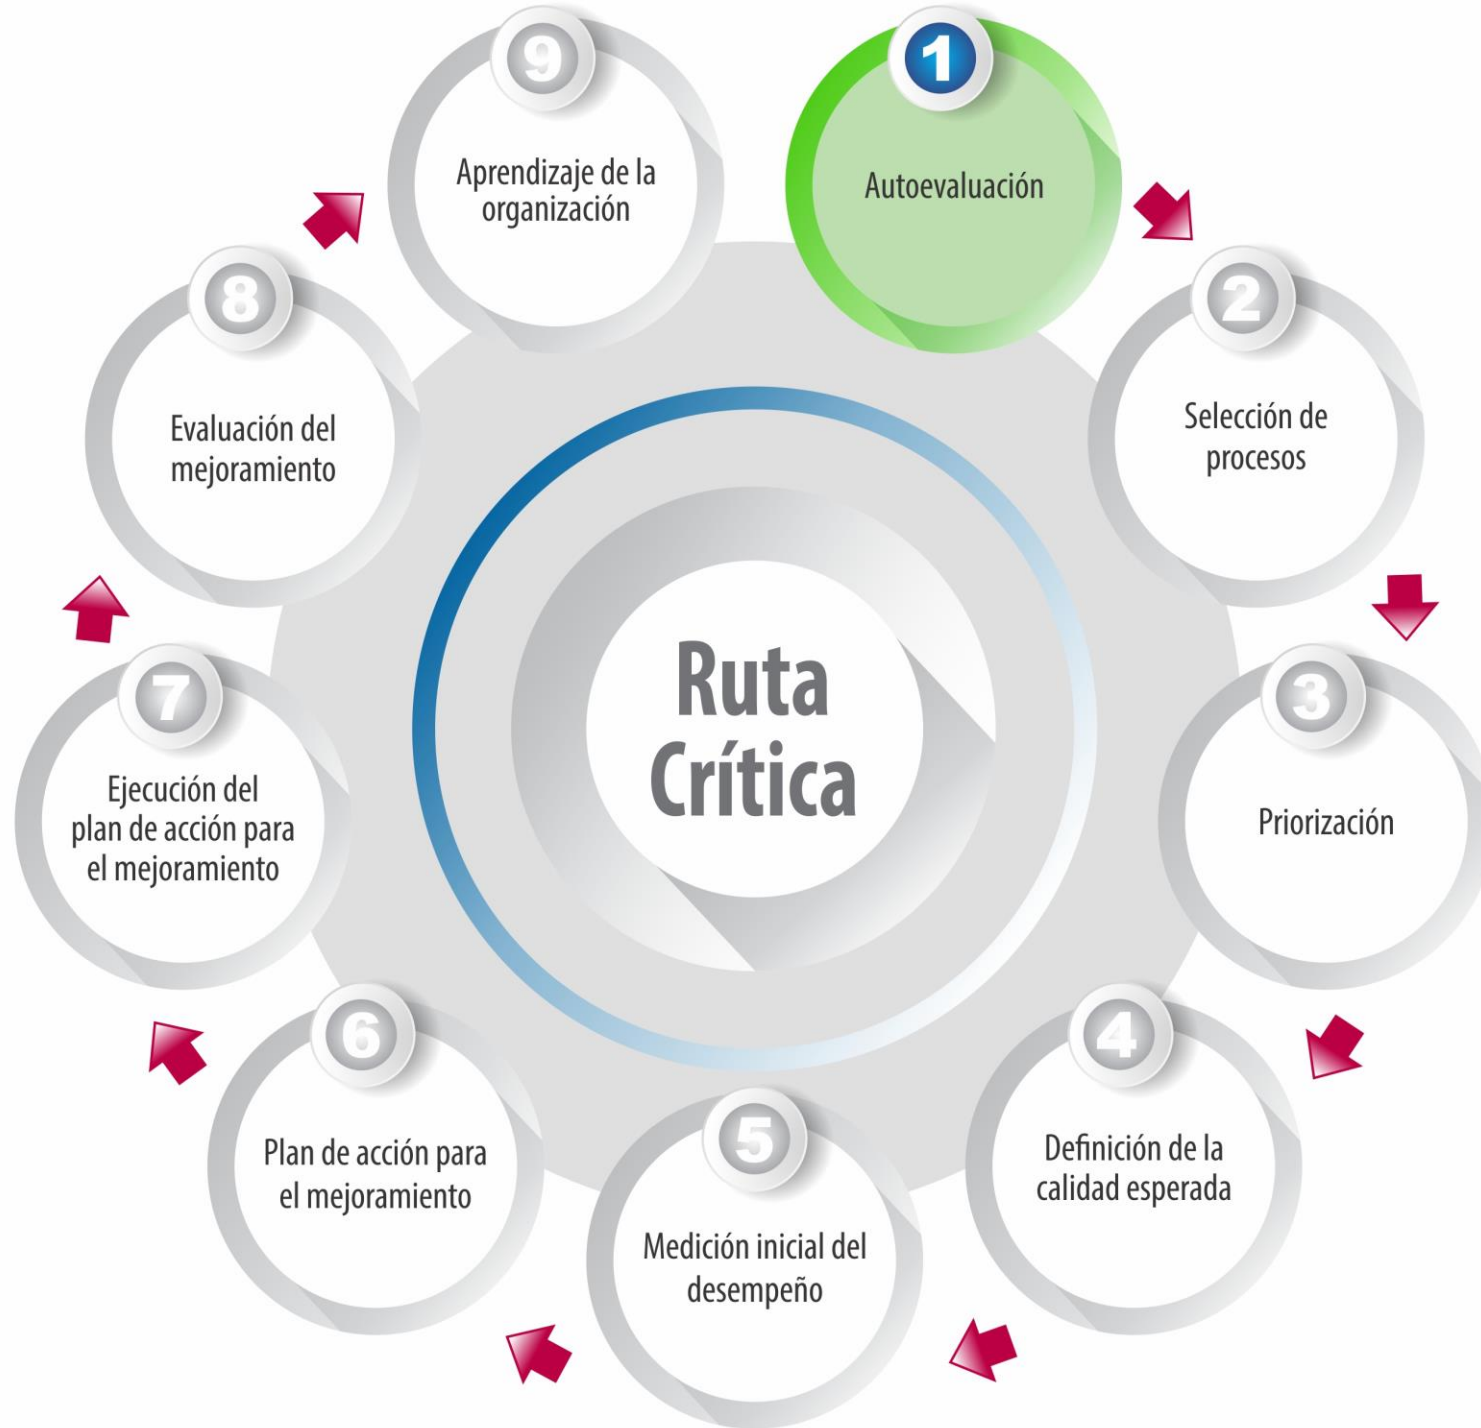 Ruta
Crítica
1
Autoevaluación
2
Selección de
procesos
3
Priorización
4
Definición de la
calidad esperada
5
Medición inicial del
desempeño
6
Plan de acción para
el mejoramiento
7
Ejecución del
plan de acción para
el mejoramiento
8
Evaluación del
mejoramiento
9
Aprendizaje de la
organización